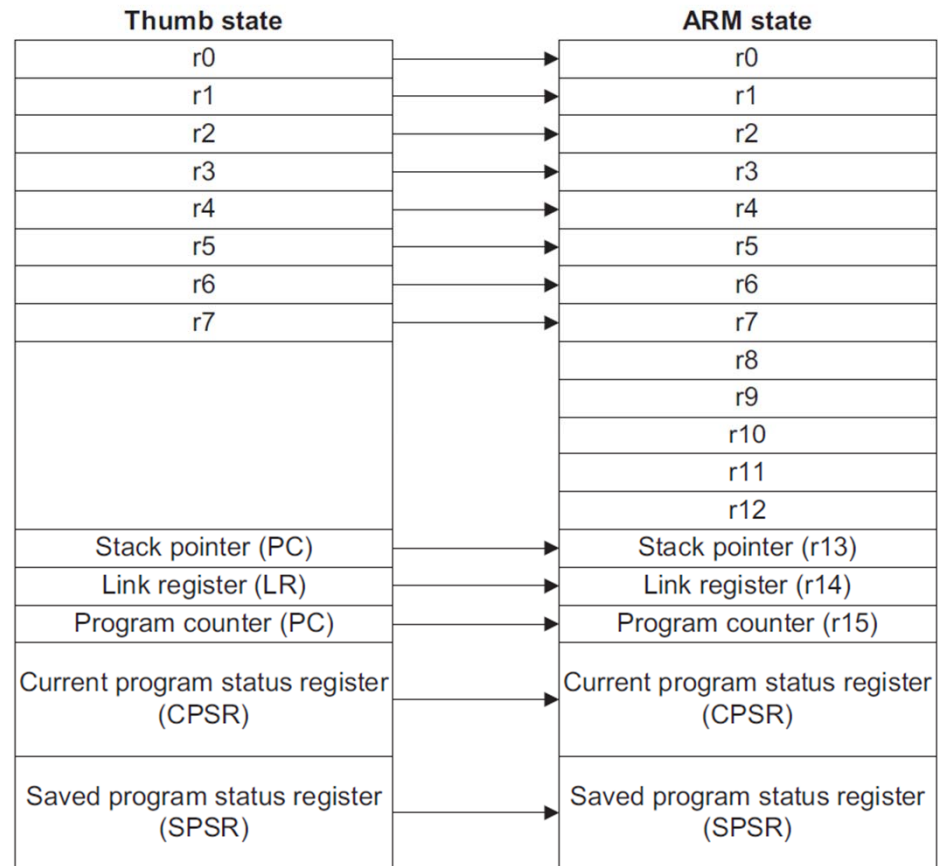 Thumb state
ARM state
r0
r0
r1
r1
r2
r2
r3
r3
r4
r4
r5
r5
r6
r6
r7
r7
r8
r9
r10
r11
r12
Stack pointer (PC)
Stack pointer (r13)
Link register (LR)
Link register (r14)
Program counter (PC)
Program counter (r15)
Current program status register
(CPSR)
Current program status register
(CPSR)
Saved program status register
(SPSR)
Saved program status register
(SPSR)